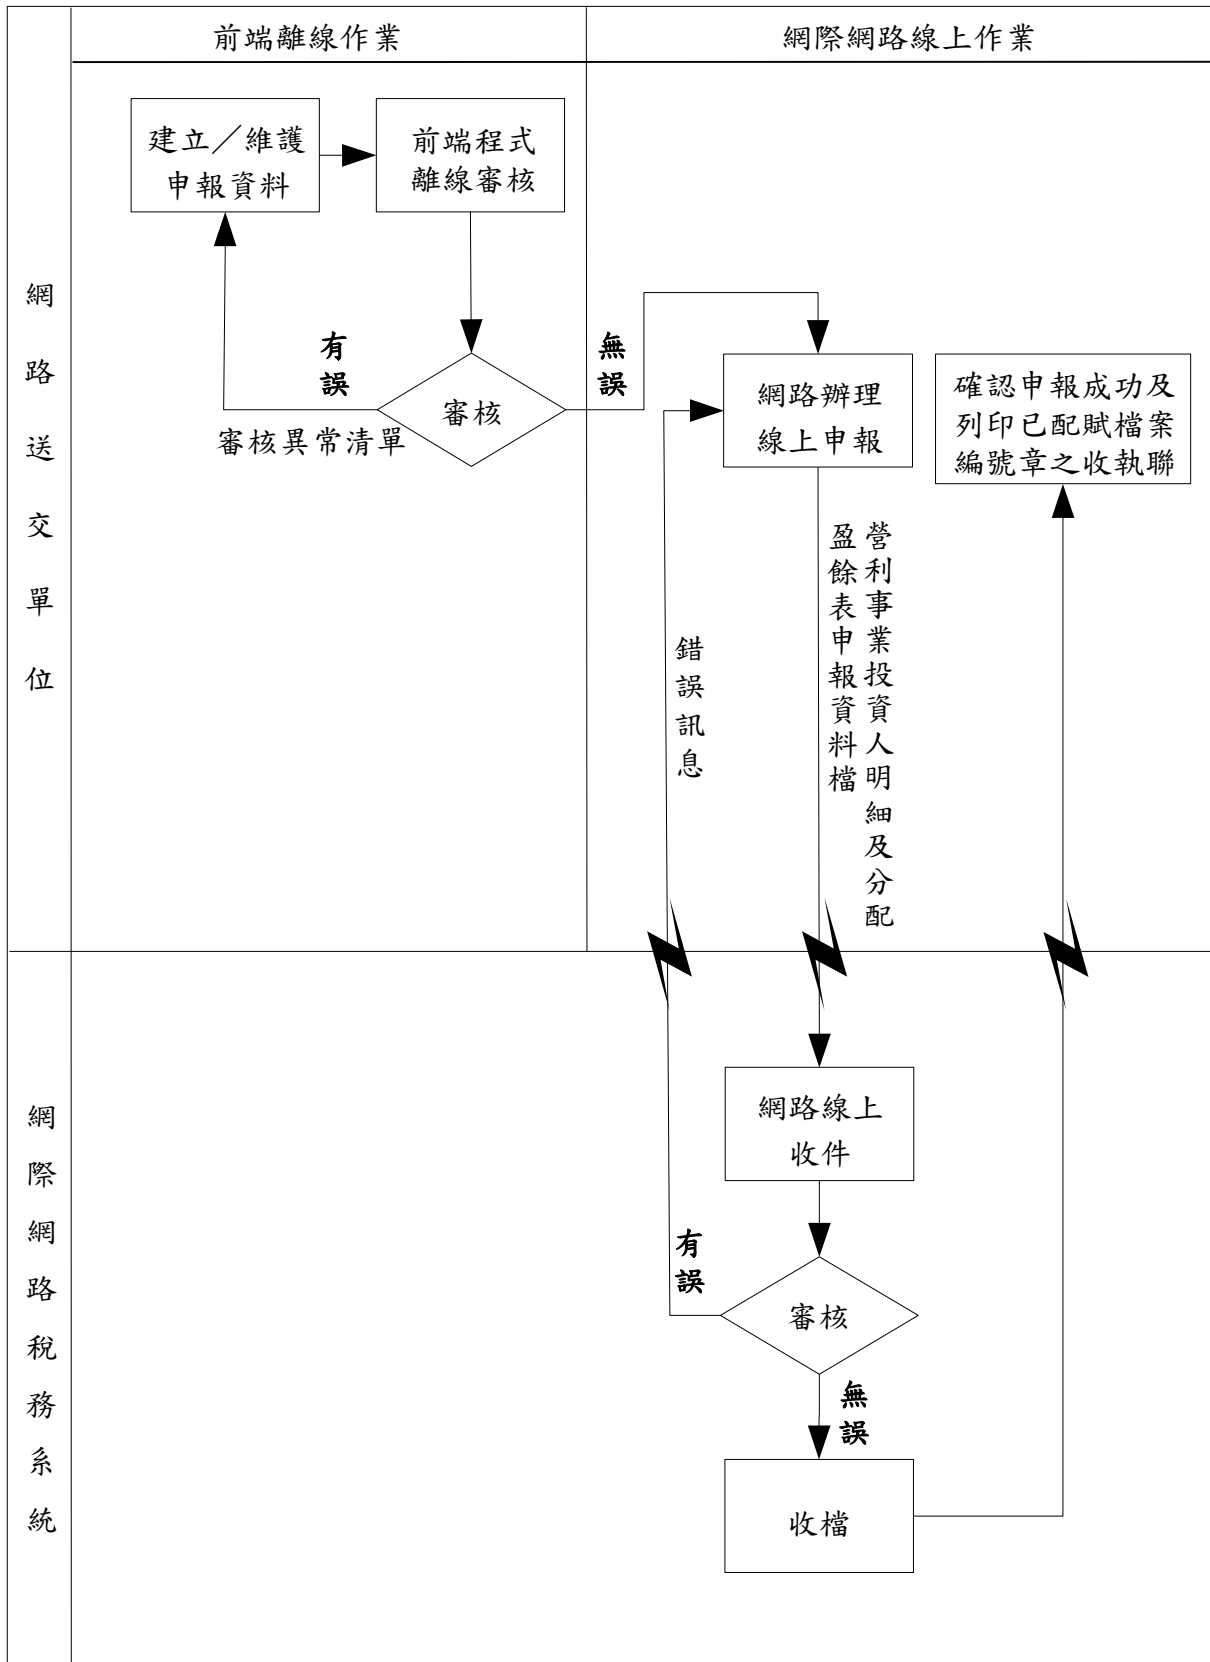 前端離線作業
網際網路線上作業
網路送交單位
建立／維護
申報資料
前端程式
離線審核
有誤
無誤
審核
審核異常清單
網路辦理
線上申報
確認申報成功及
列印已配賦檔案
編號章之收執聯
營利事業投資人明細及分配
盈餘表申報資料檔
錯誤訊息
網際網路稅務系統
網路線上
收件
有誤
審核
無誤
收檔